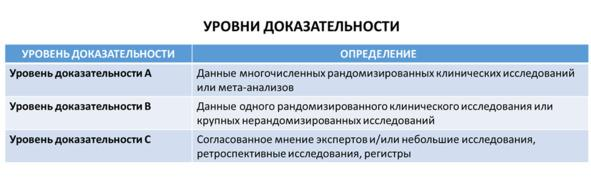 УРОВНИ ДОКАЗАТЕЛЬНОСТИ
УРОВЕНЬ ДОКАЗАТЕЛЬНОСТИ ОПРЕДЕЛЕНИЕ
Уровень доказательности А Данные многочисленных рандомизированных клинических исследований
или мета-анализов
Уровень доказательности В Данные одного рандомизированного клинического исследования или
крупных нерандомизированных исследований
Уровень доказательности С Согласованное мнение экспертов и/или небольшие исследования,
ретроспективные исследования, регистры